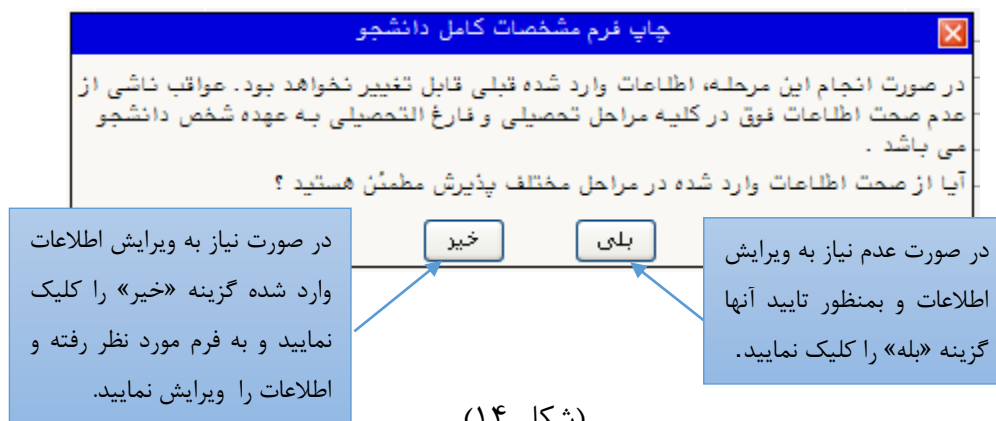 چاپ فرم مشخصات کامل دانشجو
در صورت انجام این مرحله، اطلاعات وارد شده قبلی قابل تغییر نخواهد بود. عواقب ناشی از
عدم صحت اطلاعات فوق در کلیه مراحل تحصیلی و فارغ التحصیلی به عهده شخص دانشجو
می باشد .
آیا از صحت اطلاعات وارد شده در مراحل مختلف پذیرش مطمئن هستید ؟
بلی
خیر
در صورت عدم نیاز به ویرایش
اطلاعات و بمنظور تایید آنها
گزینه «بله» را کلیک نمایید.
در صورت نیاز به ویرایش اطلاعات
وارد شده گزینه «خیر» را کلیک
نمایید و به فرم مورد نظر رفته و
اطلاعات را ویرایش نمایید.
(شکل ۱۴)